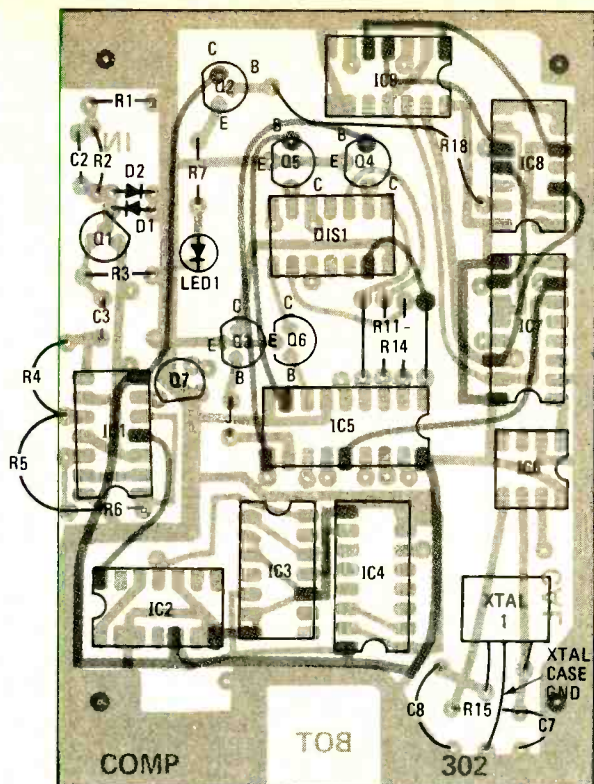 C
Q2
B
E
IC9
R1
IN
C2
R2
D2
D1
Q1
R7
LED1
B
E
Q5
C
B
E
Q4
C
R18
IC8
DIS1
R3
C3
C
E
Q3
B
C
E
Q6
B
R11-
R14
IC7
R4
Q7
IC1
J
IC5
R5
R6
IC6
IC3
IC4
IC2
XTAL
1
XTAL
CASE
GND
C8
R15
C7
BOT
COMP
302